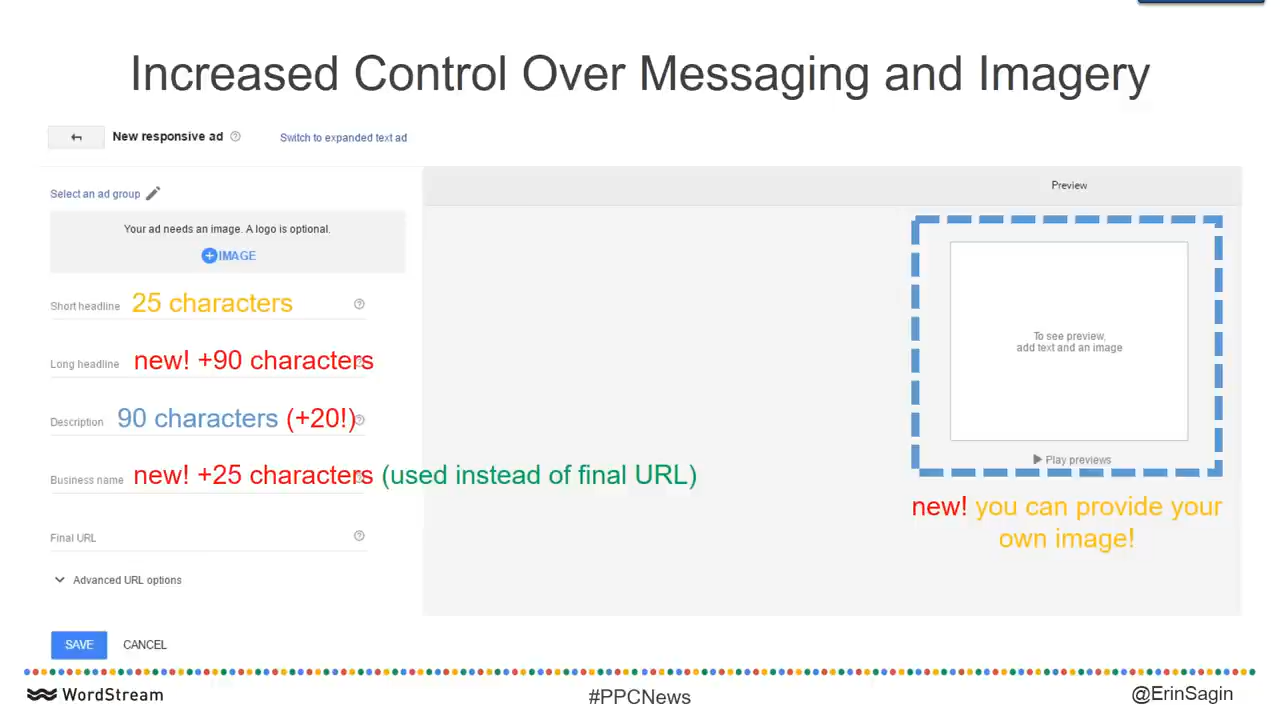 Increased Control Over Messaging and Imagery
New responsive ad
Switch to expanded text ad
Select an ad group
Preview
Your ad needs an image. A logo is optional.
IMAGE
Short headline 25 characters
Long headline new! +90 characters
Description 90 characters (+20!)
Business name new! +25 characters (used instead of final URL)
Final URL
Advanced URL options
SAVE CANCEL
To see preview,
add text and an image
Play previews
new! you can provide your
own image!
WordStream
#PPCNews
@ErinSagin